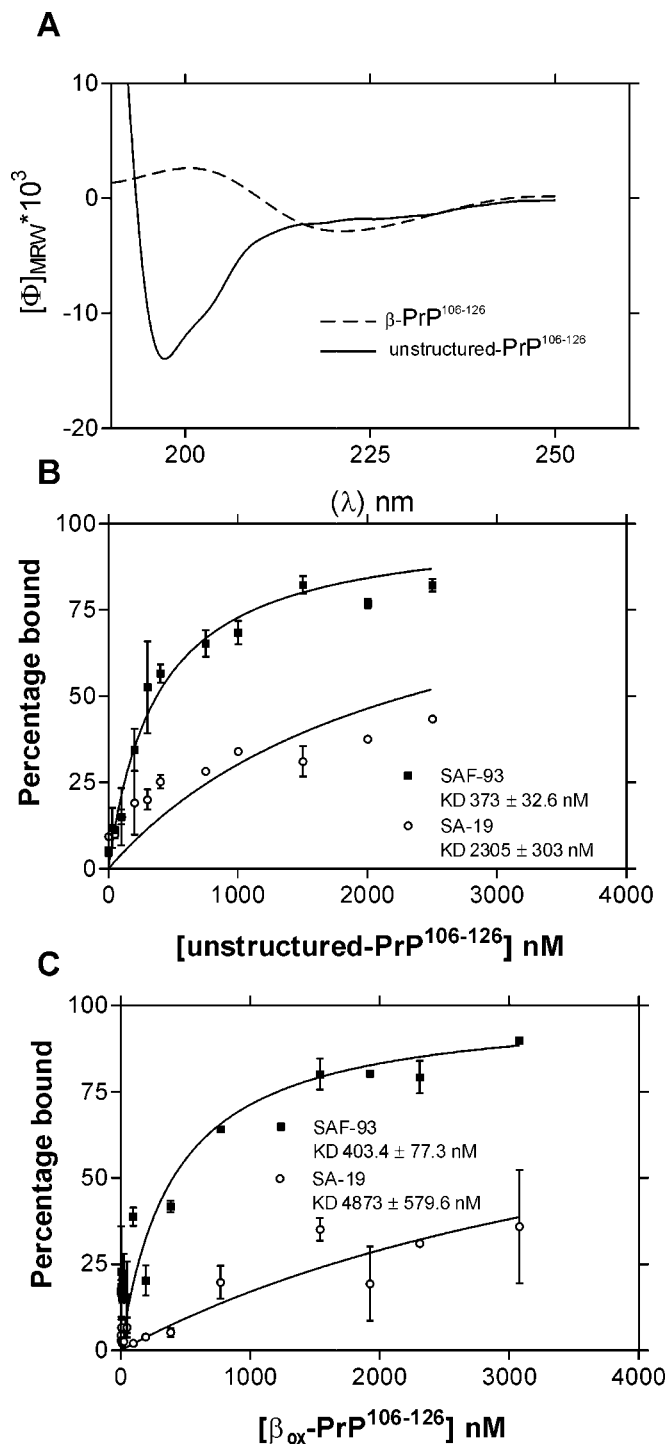 A
10
0
-10
-20
[Φ]MRW*10³
β-PrP¹⁰⁶⁻¹²⁶
unstructured-PrP¹⁰⁶⁻¹²⁶
200
225
250
(λ) nm
B
100
75
50
25
0
Percentage bound
SAF-93
KD 373 ± 32.6 nM
SA-19
KD 2305 ± 303 nM
0
1000
2000
3000
4000
[unstructured-PrP¹⁰⁶⁻¹²⁶] nM
C
100
75
50
25
0
Percentage bound
SAF-93
KD 403.4 ± 77.3 nM
SA-19
KD 4873 ± 579.6 nM
0
1000
2000
3000
4000
[βox-PrP¹⁰⁶⁻¹²⁶] nM